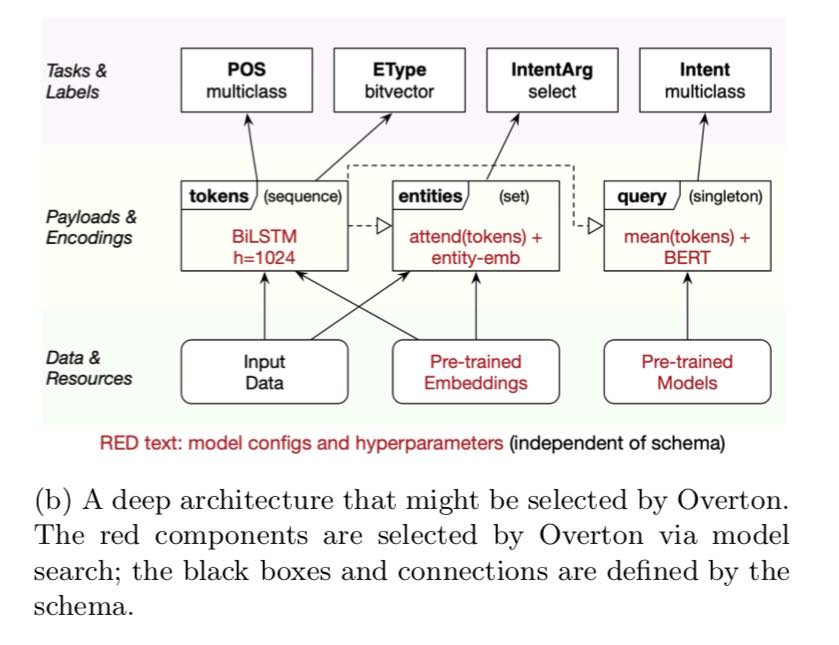 Tasks &
Labels
POS
multiclass
EType
bitvector
IntentArg
select
Intent
multiclass
Payloads &
Encodings
tokens (sequence)
BiLSTM
h=1024
entities (set)
attend(tokens) +
entity-emb
query (singleton)
mean(tokens) +
BERT
Data &
Resources
Input
Data
Pre-trained
Embeddings
Pre-trained
Models
RED text: model configs and hyperparameters (independent of schema)
(b) A deep architecture that might be selected by Overton.
The red components are selected by Overton via model
search; the black boxes and connections are defined by the
schema.